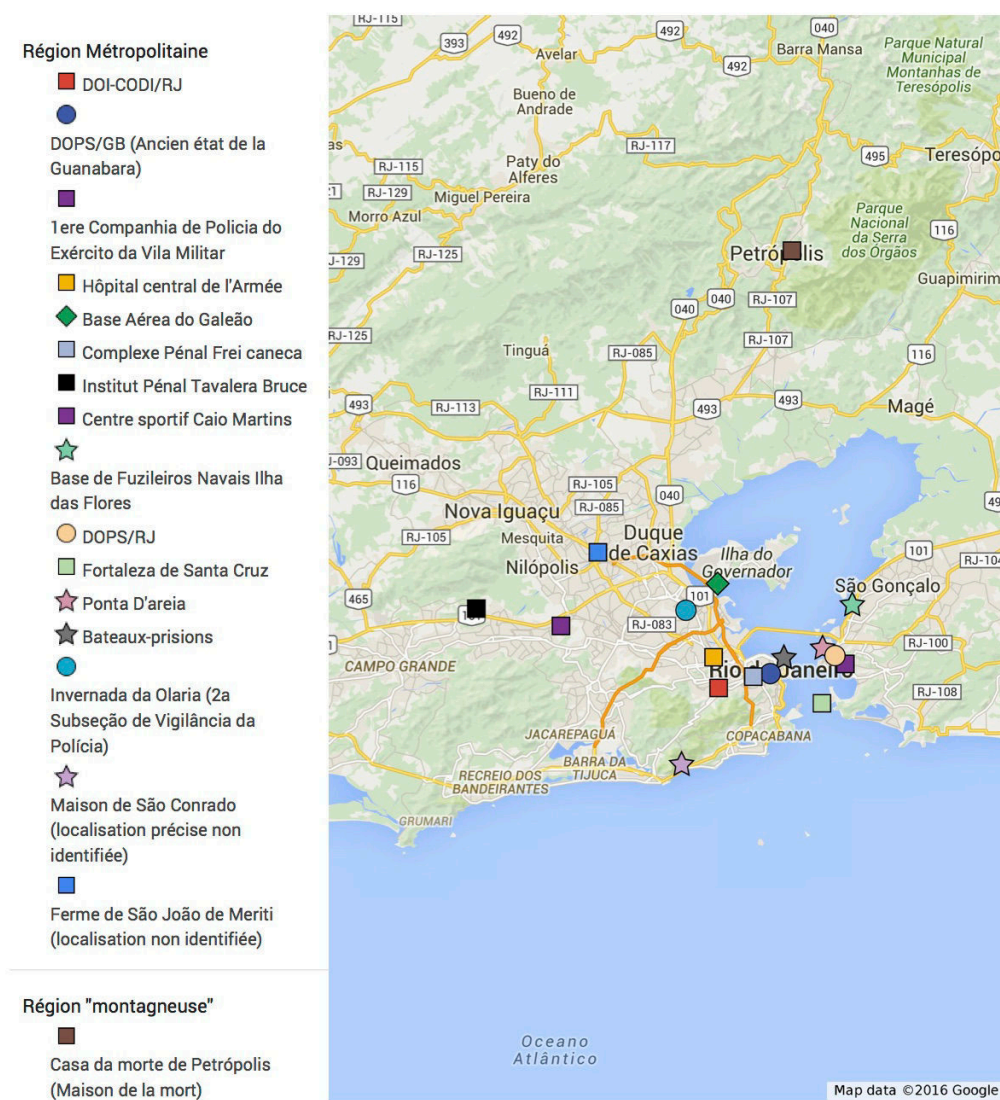 Région Métropolitaine
DOI-CODI/RJ
DOPS/GB (Ancien état de la
Guanabara)
1ere Companhia de Policia do
Exército da Vila Militar
Hôpital central de l'Armée
Base Aérea do Galeão
Complexe Pénal Frei caneca
Institut Pénal Tavalera Bruce
Centre sportif Caio Martins
Base de Fuzileiros Navais Ilha
das Flores
DOPS/RJ
Fortaleza de Santa Cruz
Ponta D'areia
Bateaux-prisions
Invernada da Olaria (2a
Subseção de Vigilância da
Polícia)
Maison de São Conrado
(localisation précise non
identifiée)
Ferme de São João de Meriti
(localisation non identifiée)
Région "montagneuse"
Casa da morte de Petrópolis
(Maison de la mort)
RJ-115
040
492
492
393
Barra Mansa
Parque Natural
Municipal
Montanhas de
Teresópolis
Avelar
492
Bueno de
Andrade
RJ-117
495
Teresópo
Paty do
Alferes
RJ-115
RJ-129
Miguel Pereira
Morro Azul
Parque
Nacional
da Serra
dos Órgãos
116
RJ-125
J-129
Petrópolis
Guapimirim
040
040
RJ-107
RJ-125
RJ-107
Tinguá
RJ-085
116
RJ-111
493
RJ-113
493
493
Magé
J-093
Queimados
116
RJ-105
040
49
RJ-085
Nova Iguaçu
RJ-105
Mesquita
Duque
de Caxias
Nilópolis
Ilha do
Governador
101
RJ-104
São Gonçalo
465
101
101
RJ-083
RJ-100
CAMPO GRANDE
Rio de Janeiro
RJ-108
JACAREPAGUÁ
COPACABANA
BARRA DA
TIJUCA
RECREIO DOS
BANDEIRANTES
GRUMARI
Oceano
Atlântico
Map data ©2016 Google